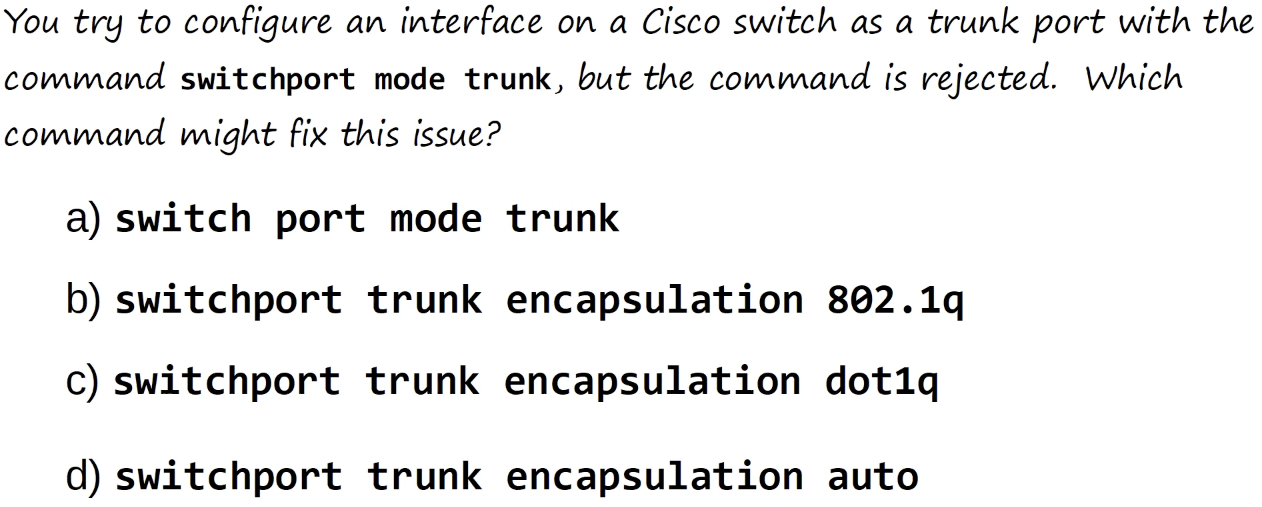 You try to configure an interface on a Cisco switch as a trunk port with the
command switchport mode trunk, but the command is rejected. Which
command might fix this issue?
a) switch port mode trunk
b) switchport trunk encapsulation 802.1q
c) switchport trunk encapsulation dot1q
d) switchport trunk encapsulation auto